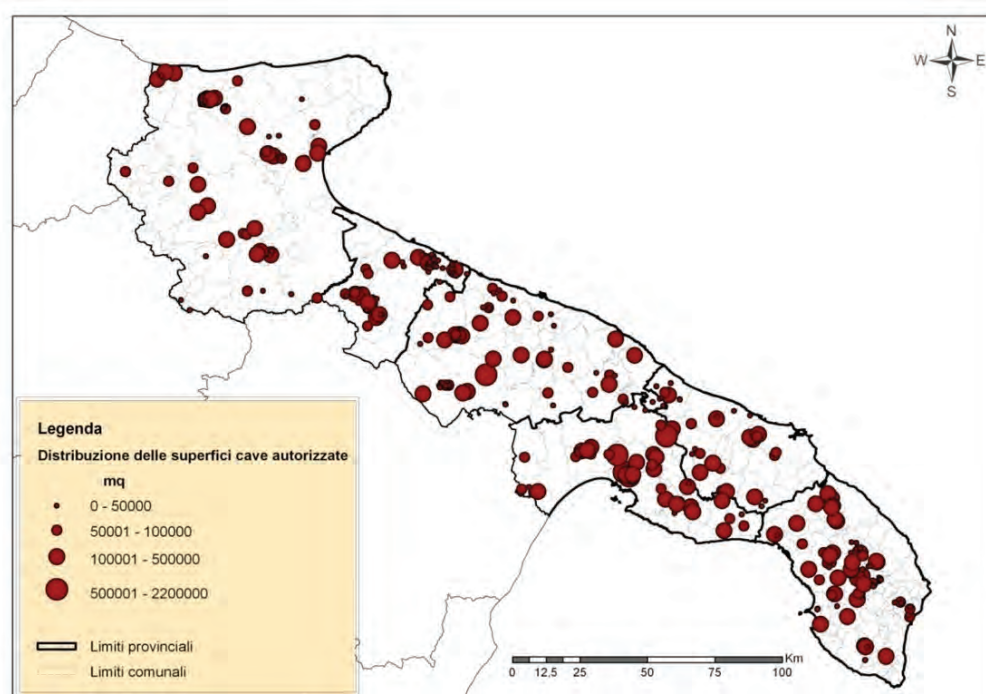 N
W E
S
Legenda
Distribuzione delle superfici cave autorizzate
mq
0 - 50000
50001 - 100000
100001 - 500000
500001 - 2200000
Limiti provinciali
Limiti comunali
Km
0 12,5 25 50 75 100